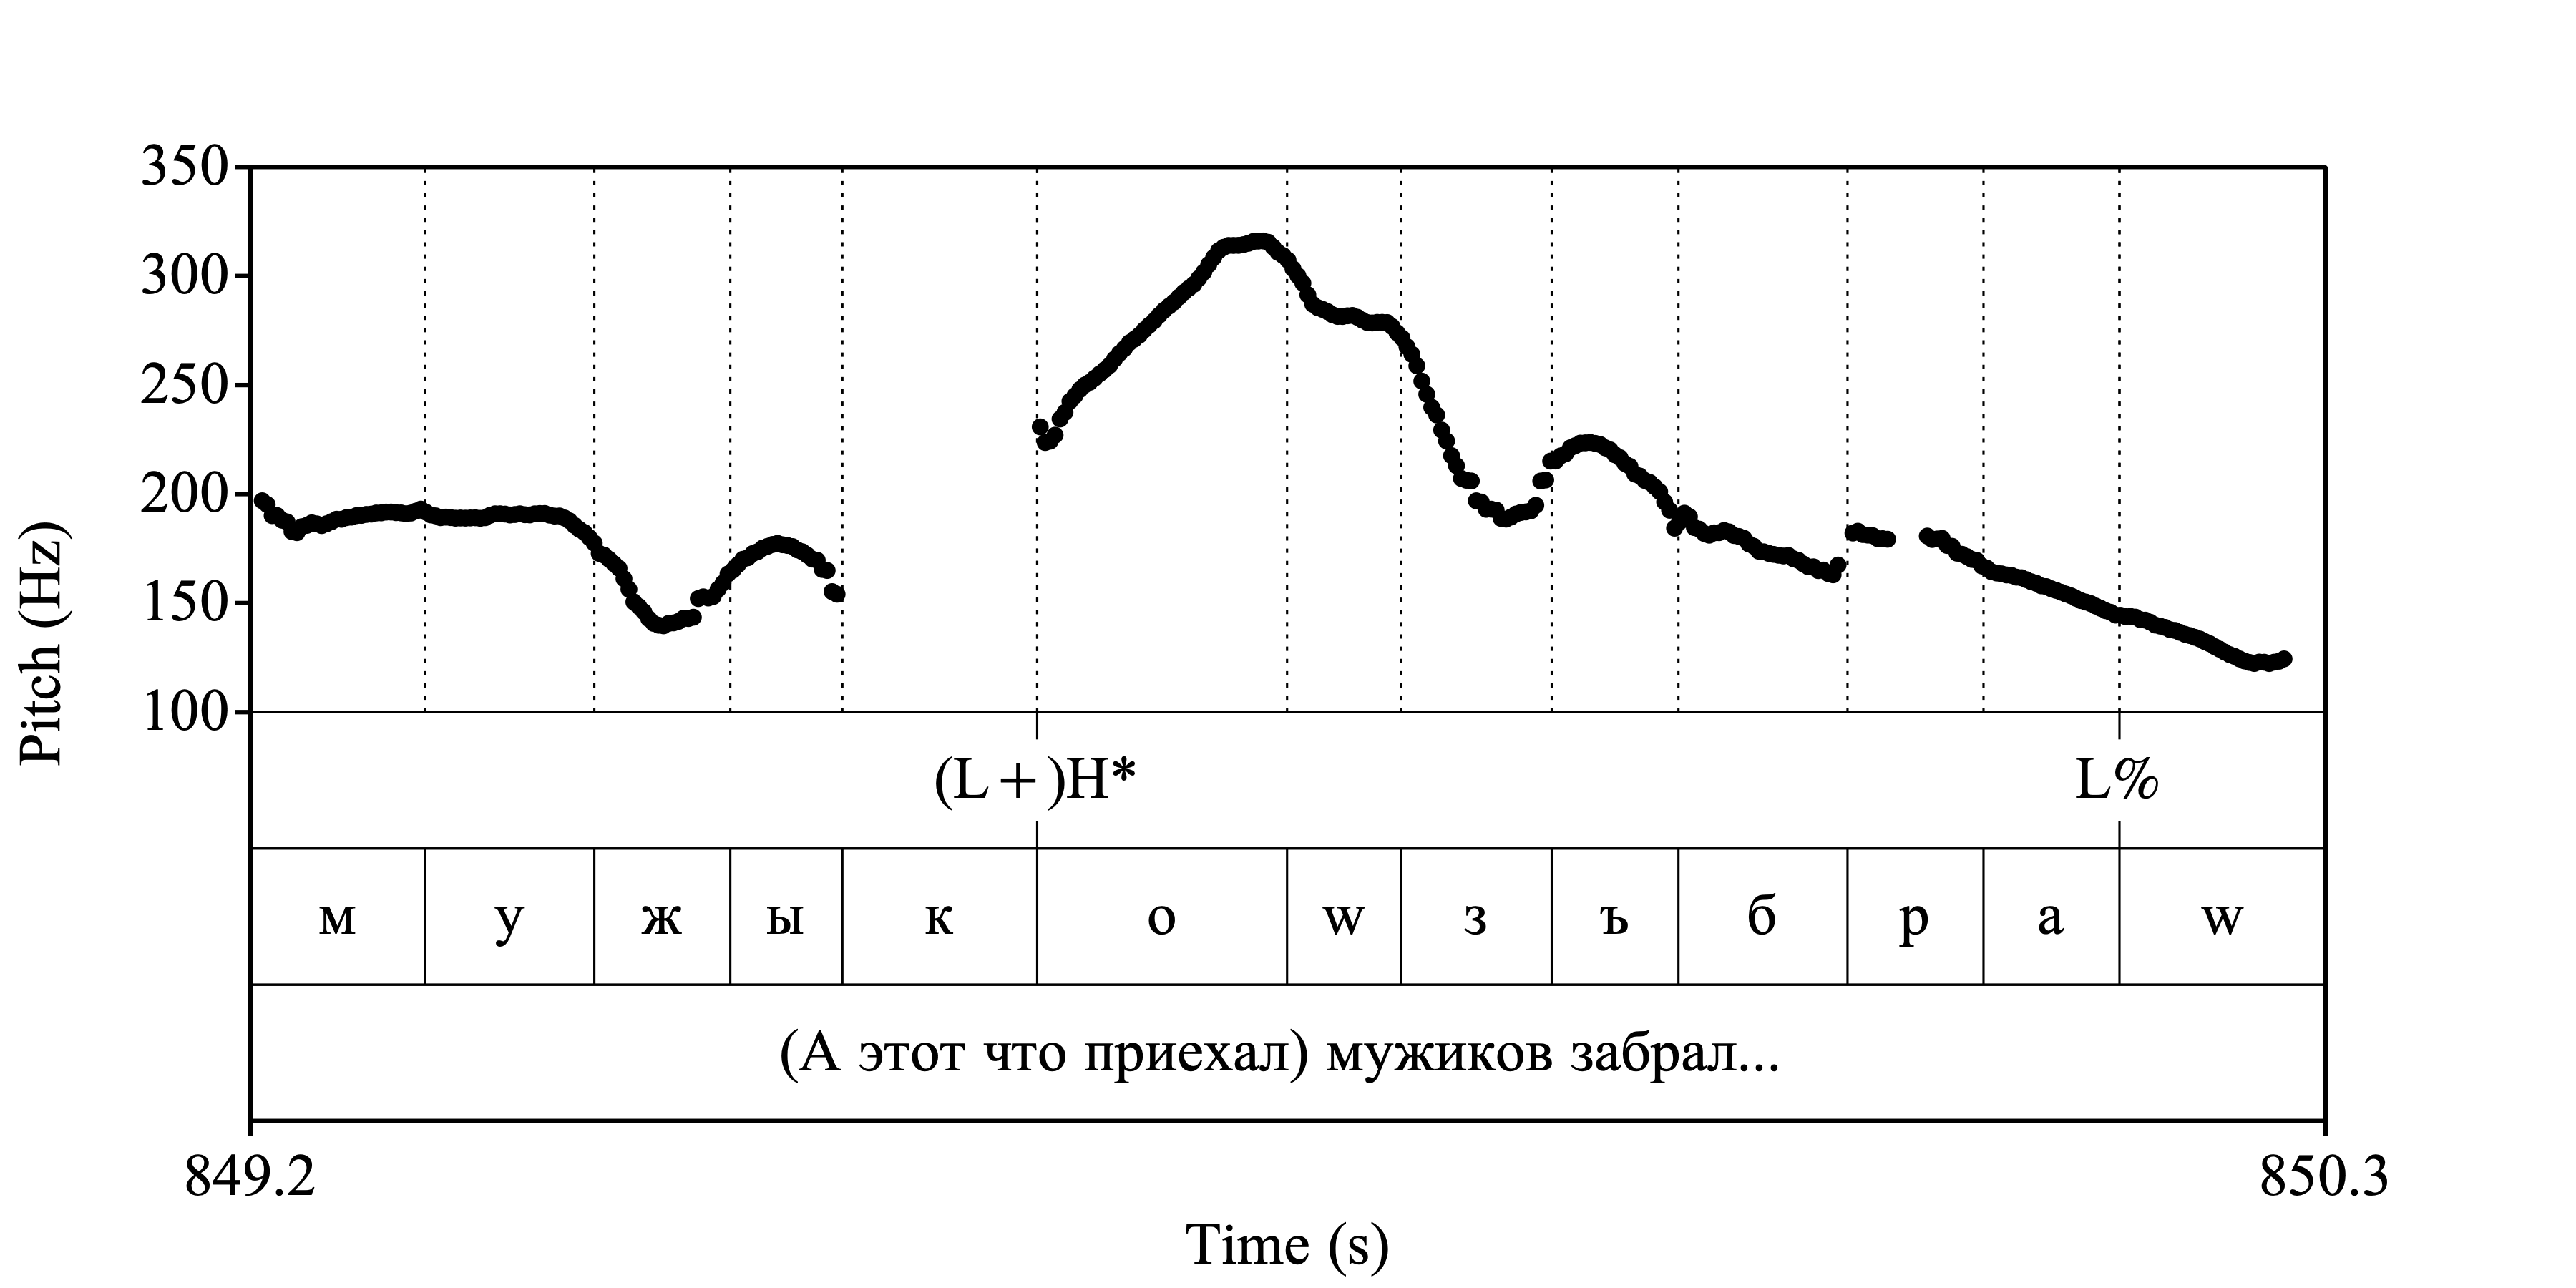 350
300
250
200
150
100
Pitch (Hz)
(L+)H* L%
м у ж ы к о w з ъ б р а w
(А этот что приехал) мужиков забрал...
849.2 850.3
Time (s)